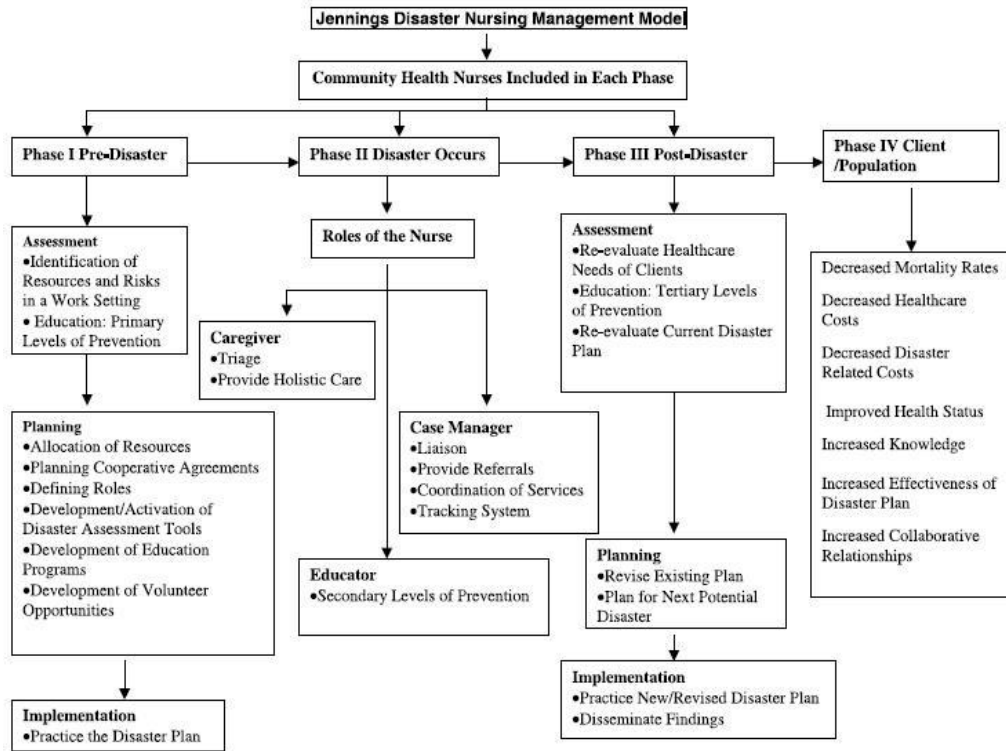 Jennings Disaster Nursing Management Model
Community Health Nurses Included in Each Phase
Phase I Pre-Disaster
Phase II Disaster Occurs
Phase III Post-Disaster
Phase IV Client
/Population
Assessment
•Identification of
Resources and Risks
in a Work Setting
• Education: Primary
Levels of Prevention
Planning
•Allocation of Resources
•Planning Cooperative Agreements
•Defining Roles
•Development/Activation of
Disaster Assessment Tools
•Development of Education
Programs
•Development of Volunteer
Opportunities
Implementation
•Practice the Disaster Plan
Roles of the Nurse
Caregiver
•Triage
•Provide Holistic Care
Case Manager
•Liaison
•Provide Referrals
•Coordination of Services
•Tracking System
Educator
•Secondary Levels of Prevention
Assessment
•Re-evaluate Healthcare
Needs of Clients
•Education: Tertiary Levels
of Prevention
•Re-evaluate Current Disaster
Plan
Planning
•Revise Existing Plan
•Plan for Next Potential
Disaster
Implementation
•Practice New/Revised Disaster Plan
•Disseminate Findings
Decreased Mortality Rates
Decreased Healthcare
Costs
Decreased Disaster
Related Costs
Improved Health Status
Increased Knowledge
Increased Effectiveness of
Disaster Plan
Increased Collaborative
Relationships